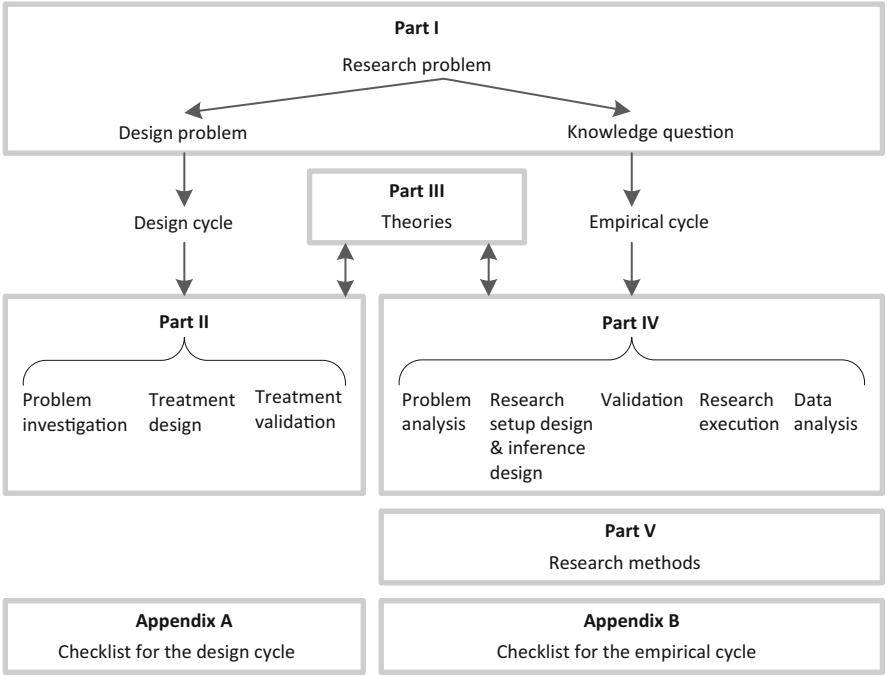 Part I
Research problem
Design problem
Knowledge question
Part III
Theories
Design cycle
Empirical cycle
Part II
Problem
investigation
Treatment
design
Treatment
validation
Part IV
Problem
analysis
Research
setup design
& inference
design
Validation
Research
execution
Data
analysis
Part V
Research methods
Appendix A
Checklist for the design cycle
Appendix B
Checklist for the empirical cycle